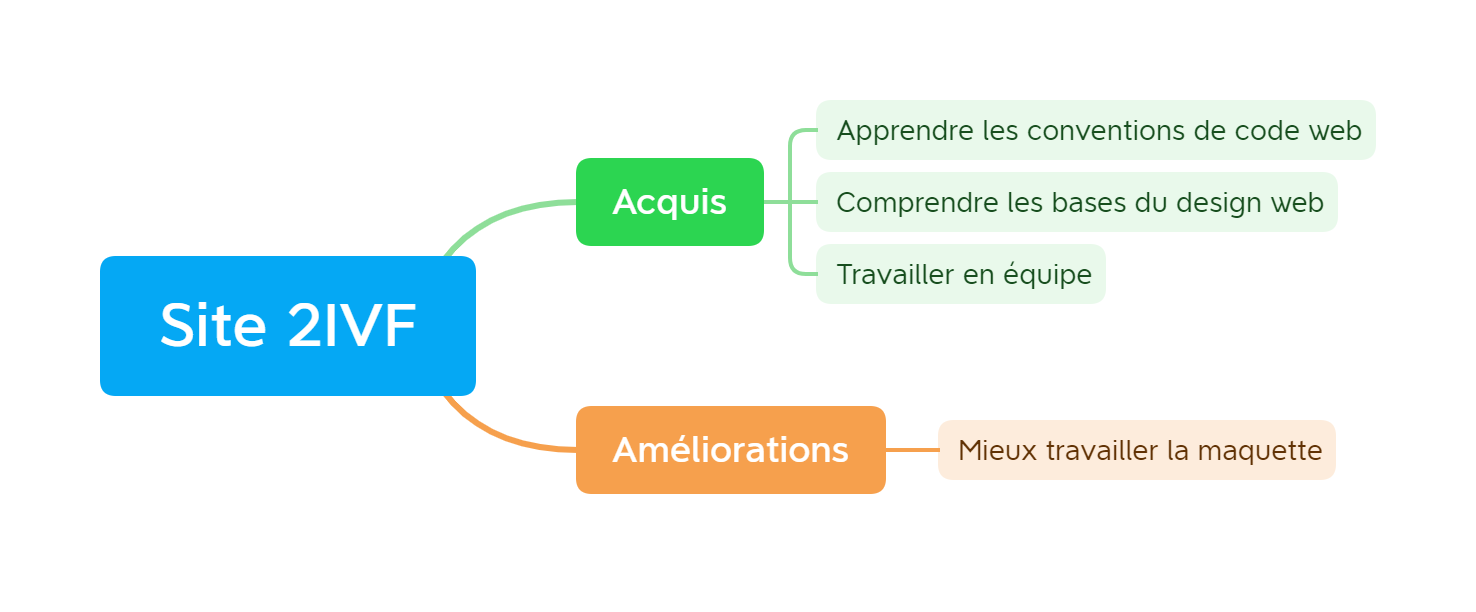 Site 2IVF
Acquis
Apprendre les conventions de code web
Comprendre les bases du design web
Travailler en équipe
Améliorations
Mieux travailler la maquette